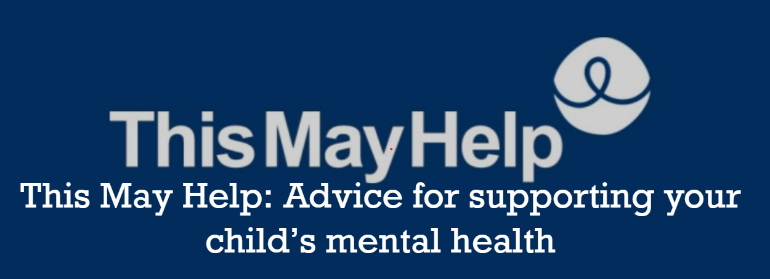 This May Help
This May Help: Advice for supporting your
child's mental health